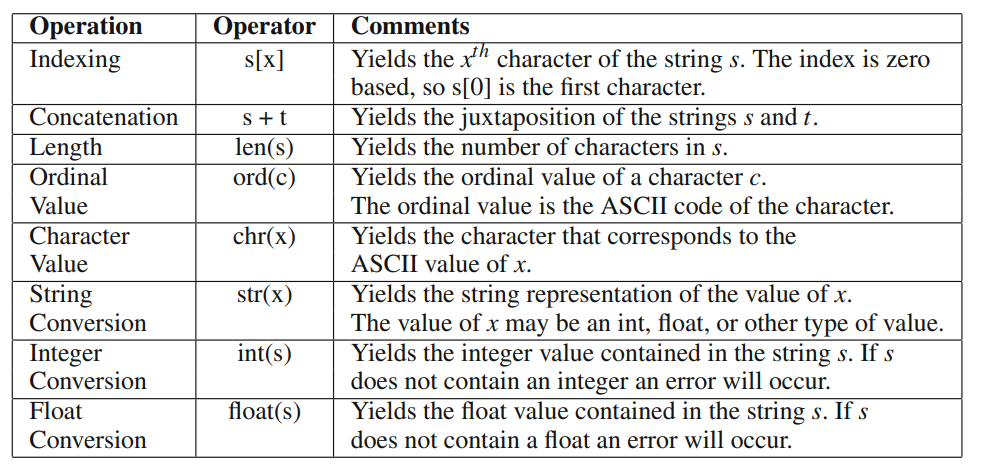 Operation Operator Comments
Indexing s[x] Yields the xth character of the string s. The index is zero
based, so s[0] is the first character.
Concatenation s + t Yields the juxtaposition of the strings s and t.
Length len(s) Yields the number of characters in s.
Ordinal ord(c) Yields the ordinal value of a character c.
Value The ordinal value is the ASCII code of the character.
Character chr(x) Yields the character that corresponds to the
Value ASCII value of x.
String str(x) Yields the string representation of the value of x.
Conversion The value of x may be an int, float, or other type of value.
Integer int(s) Yields the integer value contained in the string s. If s
Conversion does not contain an integer an error will occur.
Float float(s) Yields the float value contained in the string s. If s
Conversion does not contain a float an error will occur.